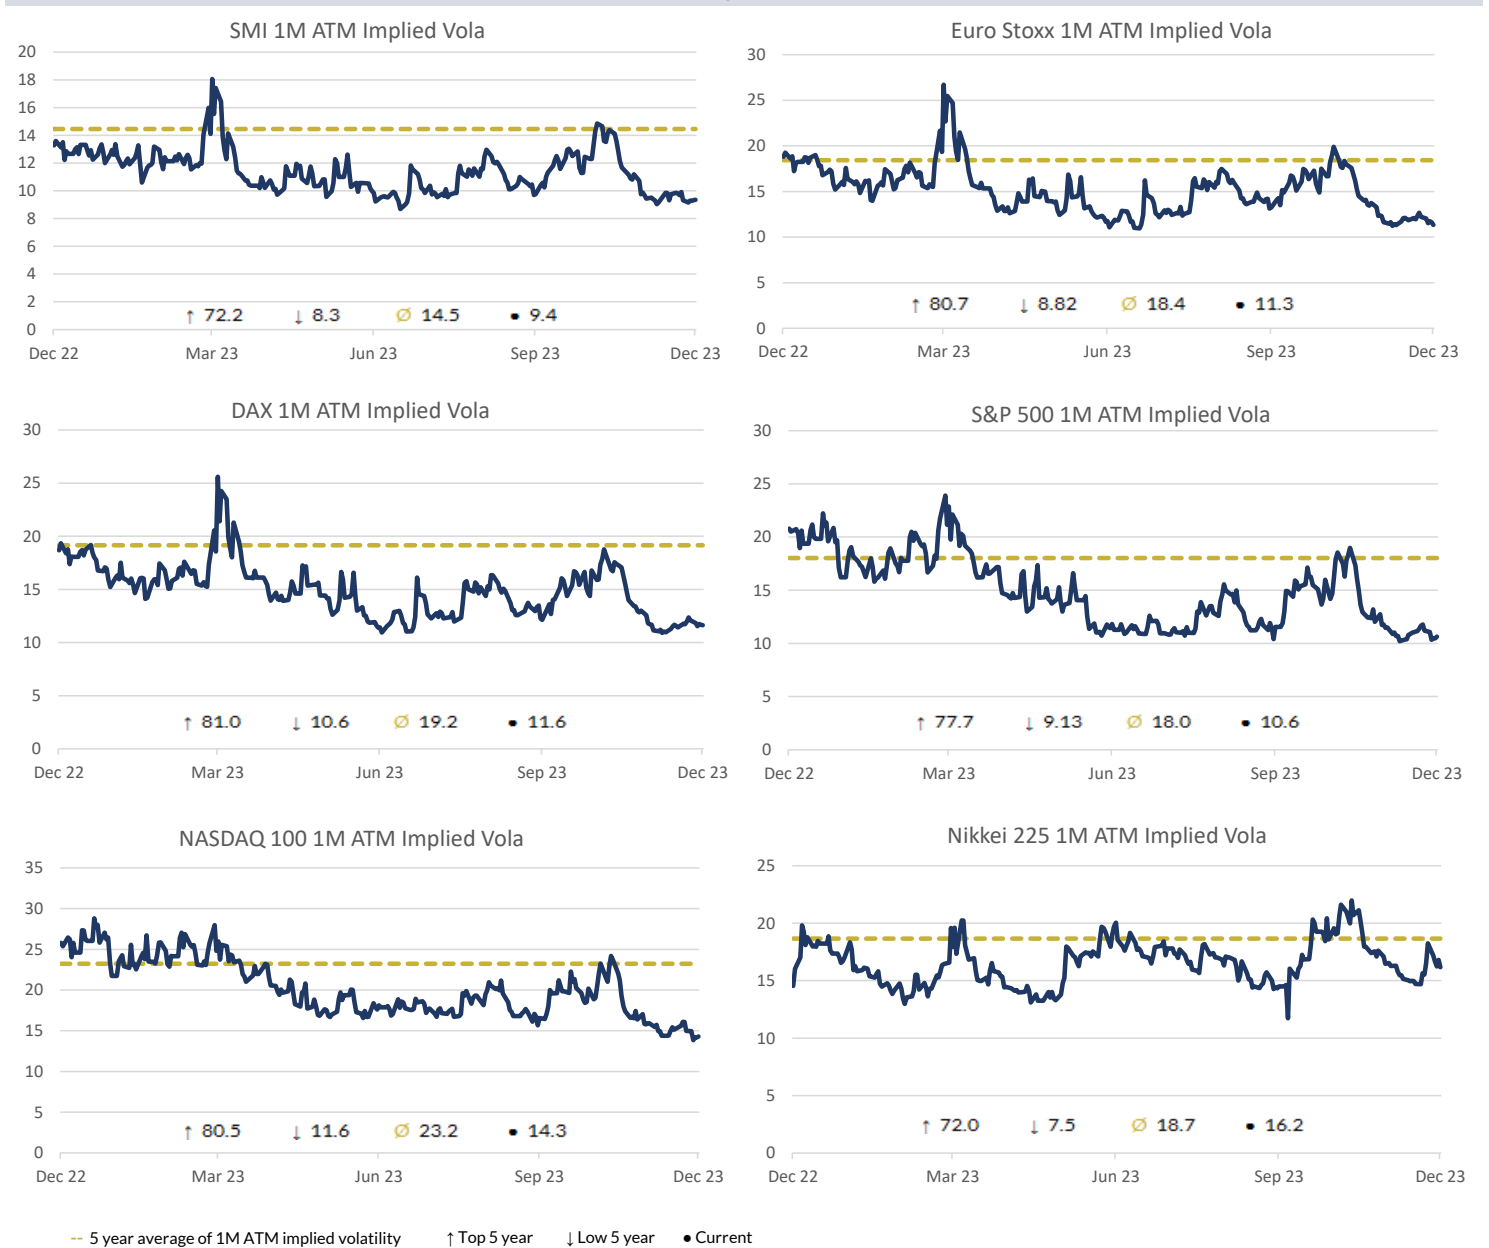 SMI 1M ATM Implied Vola
20
18
16
14
12
10
8
6
4
2
0
↑ 72.2 ↓ 8.3 Ø 14.5 ● 9.4
Dec 22 Mar 23 Jun 23 Sep 23 Dec 23
Euro Stoxx 1M ATM Implied Vola
30
25
20
15
10
5
0
↑ 80.7 ↓ 8.82 Ø 18.4 ● 11.3
Dec 22 Mar 23 Jun 23 Sep 23 Dec 23
DAX 1M ATM Implied Vola
30
25
20
15
10
5
0
↑ 81.0 ↓ 10.6 Ø 19.2 ● 11.6
Dec 22 Mar 23 Jun 23 Sep 23 Dec 23
S&P 500 1M ATM Implied Vola
30
25
20
15
10
5
0
↑ 77.7 ↓ 9.13 Ø 18.0 ● 10.6
Dec 22 Mar 23 Jun 23 Sep 23 Dec 23
NASDAQ 100 1M ATM Implied Vola
35
30
25
20
15
10
5
0
↑ 80.5 ↓ 11.6 Ø 23.2 ● 14.3
Dec 22 Mar 23 Jun 23 Sep 23 Dec 23
Nikkei 225 1M ATM Implied Vola
25
20
15
10
5
0
↑ 72.0 ↓ 7.5 Ø 18.7 ● 16.2
Dec 22 Mar 23 Jun 23 Sep 23 Dec 23
-- 5 year average of 1M ATM implied volatility ↑ Top 5 year ↓ Low 5 year ● Current